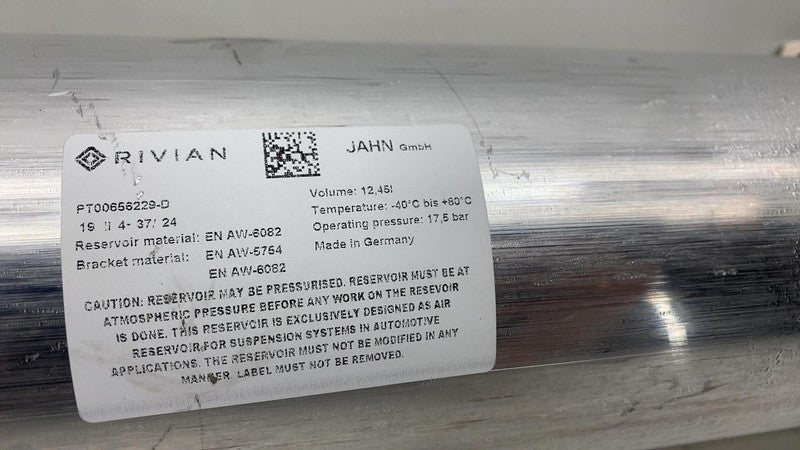 RIVIAN
JAHN GmbH
PT00656229-D
19 4- 37/ 24
Reservoir material: EN AW-6082
Bracket material: EN AW-5754
EN AW-6082
Volume: 12,45l
Temperature: -40°C bis +80°C
Operating pressure: 17,5 bar
Made in Germany
CAUTION: RESERVOIR MAY BE PRESSURISED. RESERVOIR MUST BE AT
ATMOSPHERIC PRESSURE BEFORE ANY WORK ON THE RESEVOIR
IS DONE. THIS RESERVOIR IS EXCLUSIVELY DESIGNED AS AIR
RESERVOIR FOR SUSPENSION SYSTEMS IN AUTOMOTIVE
APPLICATIONS. THE RESERVOIR MUST NOT BE MODIFIED IN ANY
MANNER. LABEL MUST NOT BE REMOVED.